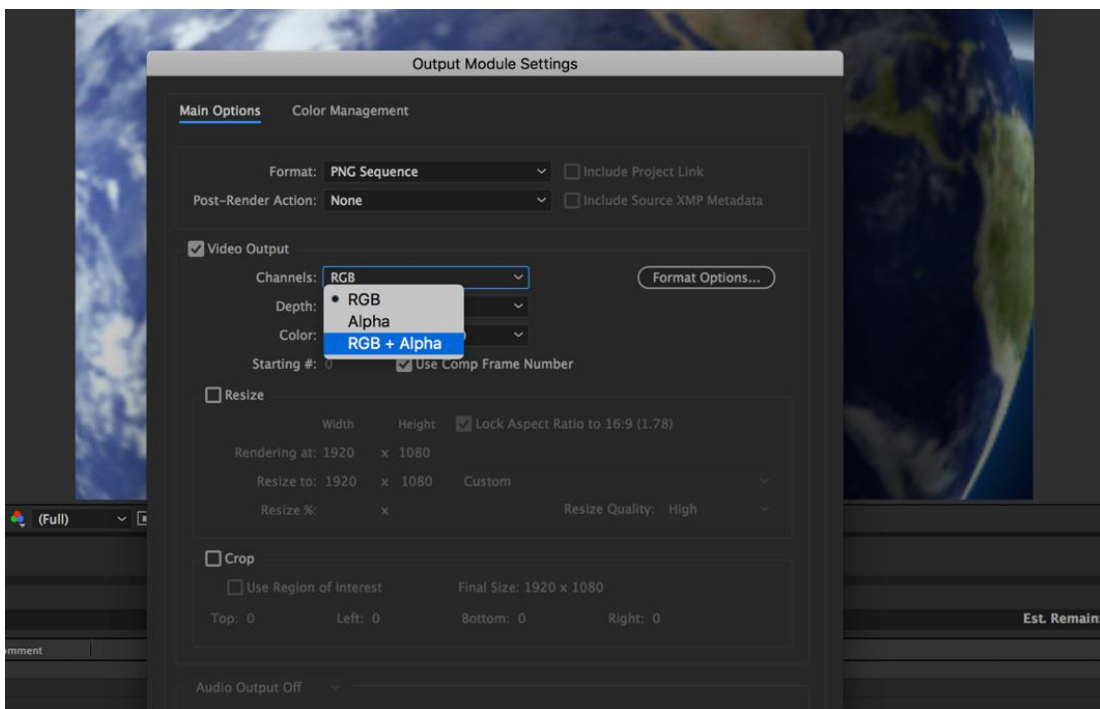 Output Module Settings
Main Options Color Management
Format: PNG Sequence Include Project Link
Post-Render Action: None Include Source XMP Metadata
Video Output
Channels: RGB Format Options...
Depth: • RGB
Alpha
Color: RGB + Alpha
Starting #: 0 Use Comp Frame Number
Resize
Width Height Lock Aspect Ratio to 16:9 (1.78)
Rendering at: 1920 x 1080
Resize to: 1920 x 1080 Custom
(Full) Resize %: x Resize Quality: High
Crop
Use Region of Interest Final Size: 1920 x 1080
Top: 0 Left: 0 Bottom: 0 Right: 0
Est. Remain
omment
Audio Output Off